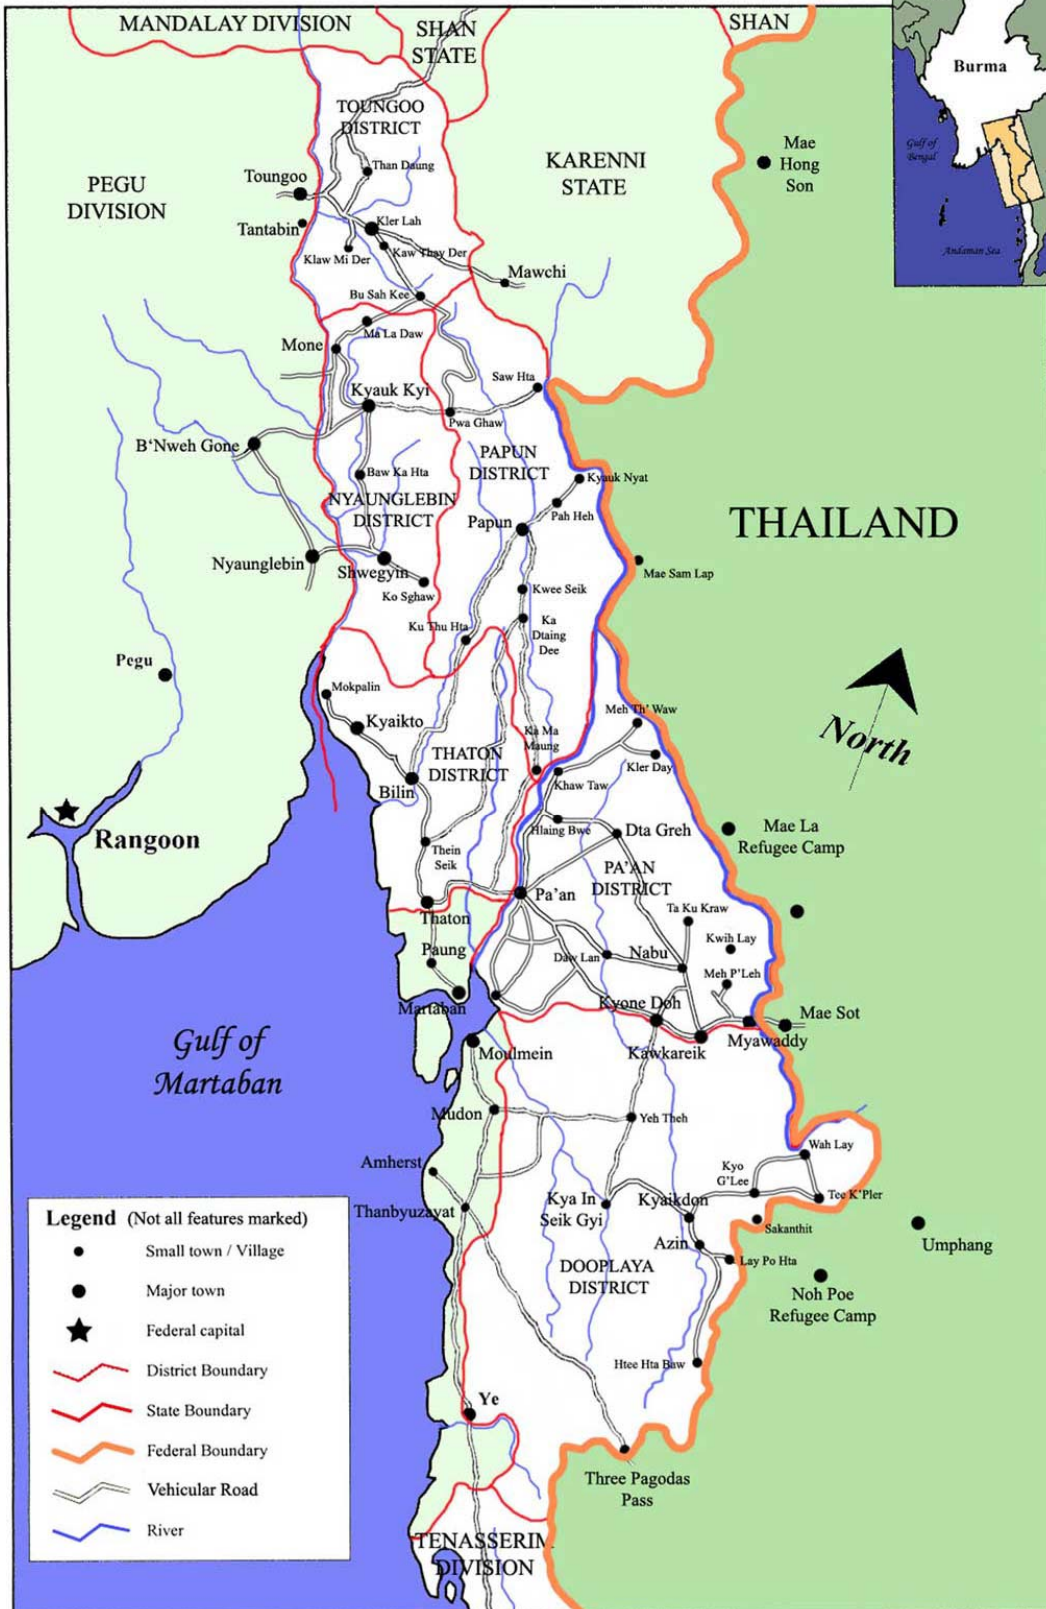 MANDALAY DIVISION
SHAN
STATE
SHAN
Burma
Gulf of
Bengal
Andaman Sea
TOUNGOO
DISTRICT
Than Daung
Mae
Hong
Son
KARENNI
STATE
PEGU
DIVISION
Toungoo
Tantabin
Kler Lah
Klaw Mi Der
Kaw Thay Der
Mawchi
Bu Sah Kee
Ma La Daw
Mone
Saw Hta
Kyauk Kyi
Pwa Ghaw
B'Nweh Gone
PAPUN
DISTRICT
Baw Ka Hta
Kyauk Nyat
NYAUNGLEBIN
DISTRICT
Pah Heh
Papun
THAILAND
Nyaunglebin
Shwegyin
Mae Sam Lap
Ko Sghaw
Kwee Seik
Ku Thu Hta
Ka
Dtaing
Dee
Pegu
Mokpalin
Kyaikto
Meh Th' Waw
North
Ka Ma
Maung
THATON
DISTRICT
Kler Day
Bilin
Khaw Taw
Rangoon
Hlaing Bwe
Dta Greh
Mae La
Refugee Camp
Thein
Seik
PA'AN
DISTRICT
Pa'an
Ta Ku Kraw
Thaton
Kwih Lay
Paung
Daw Lan
Nabu
Meh P'Leh
Martaban
Kyone Doh
Mae Sot
Gulf of
Martaban
Moulmein
Kawkareik
Myawaddy
Mudon
Yeh Theh
Wah Lay
Amherst
Kyo
G'Lee
Thanbyuzayat
Kya In
Seik Gyi
Kyaikdon
Tee K'Pler
Sakanthit
Umphang
Azin
Lay Po Hta
DOOPLAYA
DISTRICT
Noh Poe
Refugee Camp
Htee Hta Baw
Ye
Three Pagodas
Pass
TENASSERIM
DIVISION
Legend (Not all features marked)
Small town / Village
Major town
Federal capital
District Boundary
State Boundary
Federal Boundary
Vehicular Road
River